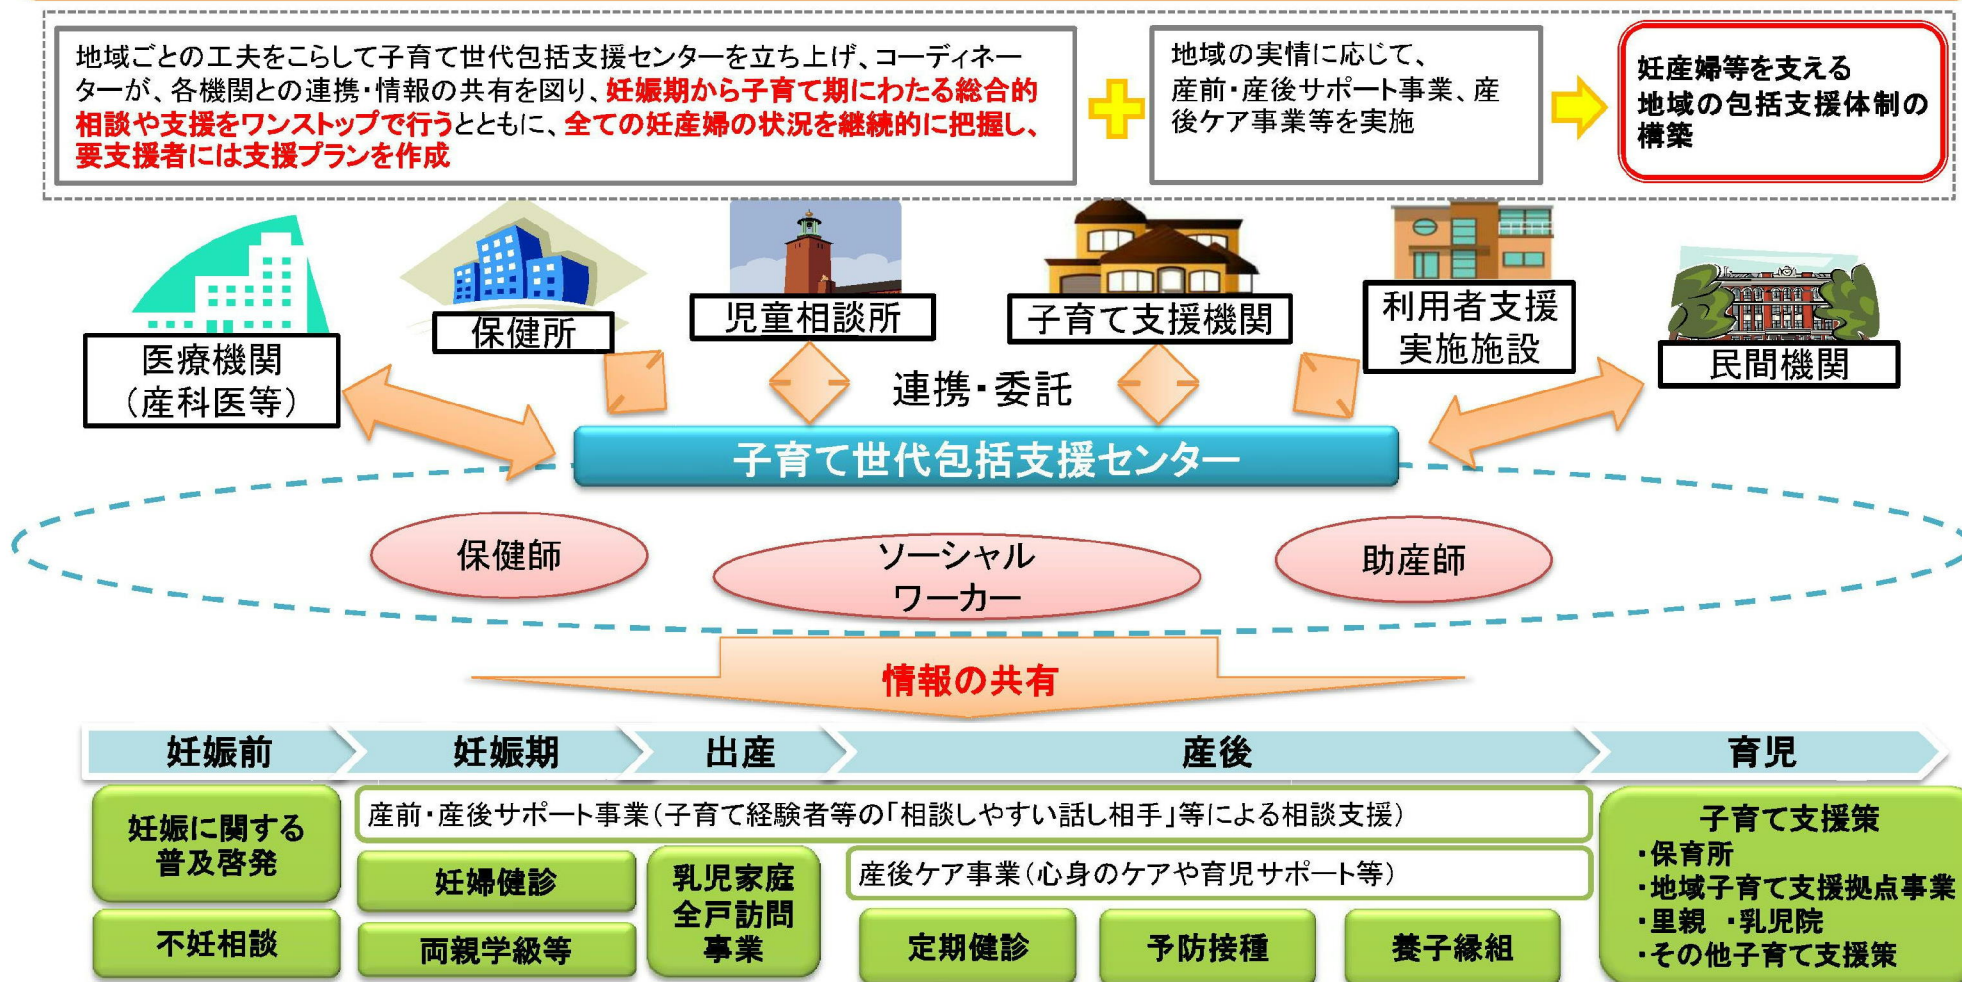 地域ごとの工夫をこらして子育て世代包括支援センターを立ち上げ、コーディネー
ターが、各機関との連携・情報の共有を図り、妊娠期から子育て期にわたる総合的
相談や支援をワンストップで行うとともに、全ての妊産婦の状況を継続的に把握し、
要支援者には支援プランを作成
地域の実情に応じて、
産前・産後サポート事業、産
後ケア事業等を実施
妊産婦等を支える
地域の包括支援体制の
構築
医療機関
（産科医等）
保健所
児童相談所
子育て支援機関
利用者支援
実施施設
民間機関
連携・委託
子育て世代包括支援センター
保健師
ソーシャル
ワーカー
助産師
情報の共有
妊娠前
妊娠期
出産
産後
育児
妊娠に関する
普及啓発
不妊相談
産前・産後サポート事業（子育て経験者等の「相談しやすい話し相手」等による相談支援）
妊婦健診
両親学級等
乳児家庭
全戸訪問
事業
産後ケア事業（心身のケアや育児サポート等）
定期健診
予防接種
養子縁組
子育て支援策
・保育所
・地域子育て支援拠点事業
・里親 ・乳児院
・その他子育て支援策